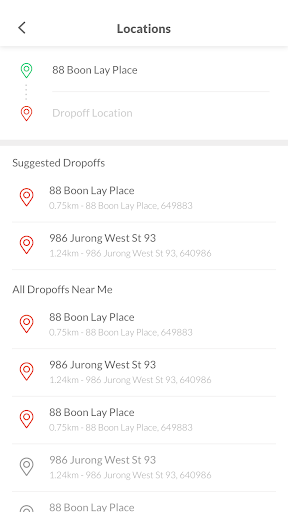 Locations
88 Boon Lay Place
Dropoff Location
Suggested Dropoffs
88 Boon Lay Place
0.75km - 88 Boon Lay Place, 649883
986 Jurong West St 93
1.24km - 986 Jurong West St 93, 640986
All Dropoffs Near Me
88 Boon Lay Place
0.75km - 88 Boon Lay Place, 649883
986 Jurong West St 93
1.24km - 986 Jurong West St 93, 640986
88 Boon Lay Place
0.75km - 88 Boon Lay Place, 649883
986 Jurong West St 93
1.24km - 986 Jurong West St 93, 640986
88 Boon Lay Place